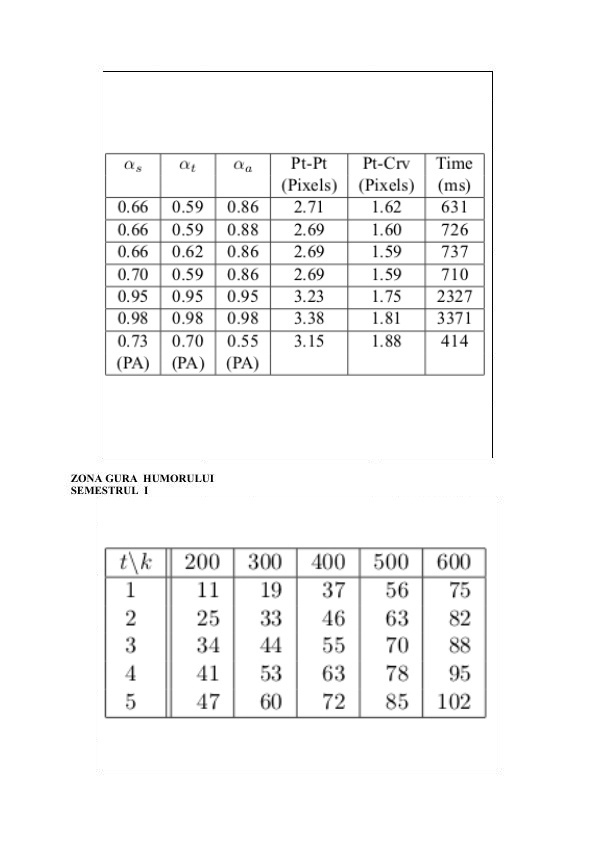 αs αt αa Pt-Pt Pt-Crv Time
(Pixels) (Pixels) (ms)
0.66 0.59 0.86 2.71 1.62 631
0.66 0.59 0.88 2.69 1.60 726
0.66 0.62 0.86 2.69 1.59 737
0.70 0.59 0.86 2.69 1.59 710
0.95 0.95 0.95 3.23 1.75 2327
0.98 0.98 0.98 3.38 1.81 3371
0.73 0.70 0.55 3.15 1.88 414
(PA) (PA) (PA)
ZONA GURA HUMORULUI
SEMESTRUL I
t\k 200 300 400 500 600
1 11 19 37 56 75
2 25 33 46 63 82
3 34 44 55 70 88
4 41 53 63 78 95
5 47 60 72 85 102